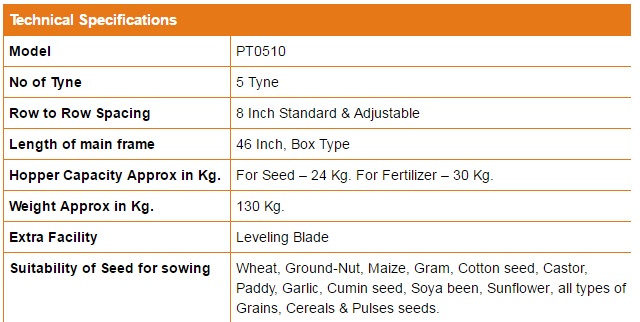 Technical Specifications
Model PT0510
No of Tyne 5 Tyne
Row to Row Spacing 8 Inch Standard & Adjustable
Length of main frame 46 Inch, Box Type
Hopper Capacity Approx in Kg. For Seed – 24 Kg. For Fertilizer – 30 Kg.
Weight Approx in Kg. 130 Kg.
Extra Facility Leveling Blade
Suitability of Seed for sowing Wheat, Ground-Nut, Maize, Gram, Cotton seed, Castor,
Paddy, Garlic, Cumin seed, Soya been, Sunflower, all types of
Grains, Cereals & Pulses seeds.